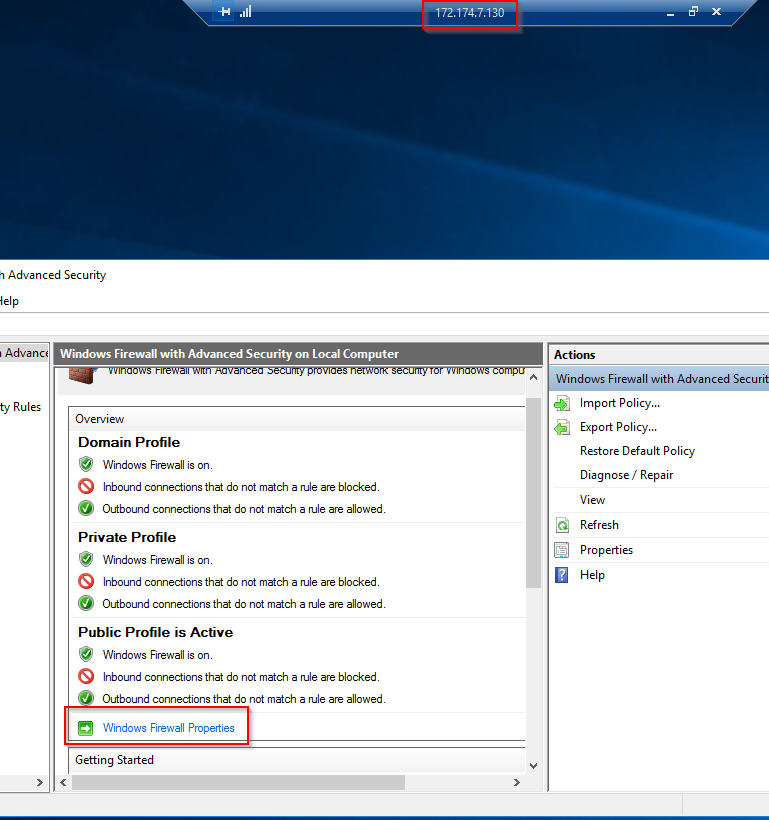 172.174.7.130
h Advanced Security
Help
n Advance
Windows Firewall with Advanced Security on Local Computer
Actions
Windows Firewall with Advanced Security provides network security for Windows compu
Windows Firewall with Advanced Securit
ty Rules
Import Policy...
Overview
Export Policy...
Domain Profile
Restore Default Policy
Windows Firewall is on.
Diagnose / Repair
Inbound connections that do not match a rule are blocked.
View
Outbound connections that do not match a rule are allowed.
Refresh
Private Profile
Properties
Windows Firewall is on.
Help
Inbound connections that do not match a rule are blocked.
Outbound connections that do not match a rule are allowed.
Public Profile is Active
Windows Firewall is on.
Inbound connections that do not match a rule are blocked.
Outbound connections that do not match a rule are allowed.
Windows Firewall Properties
Getting Started